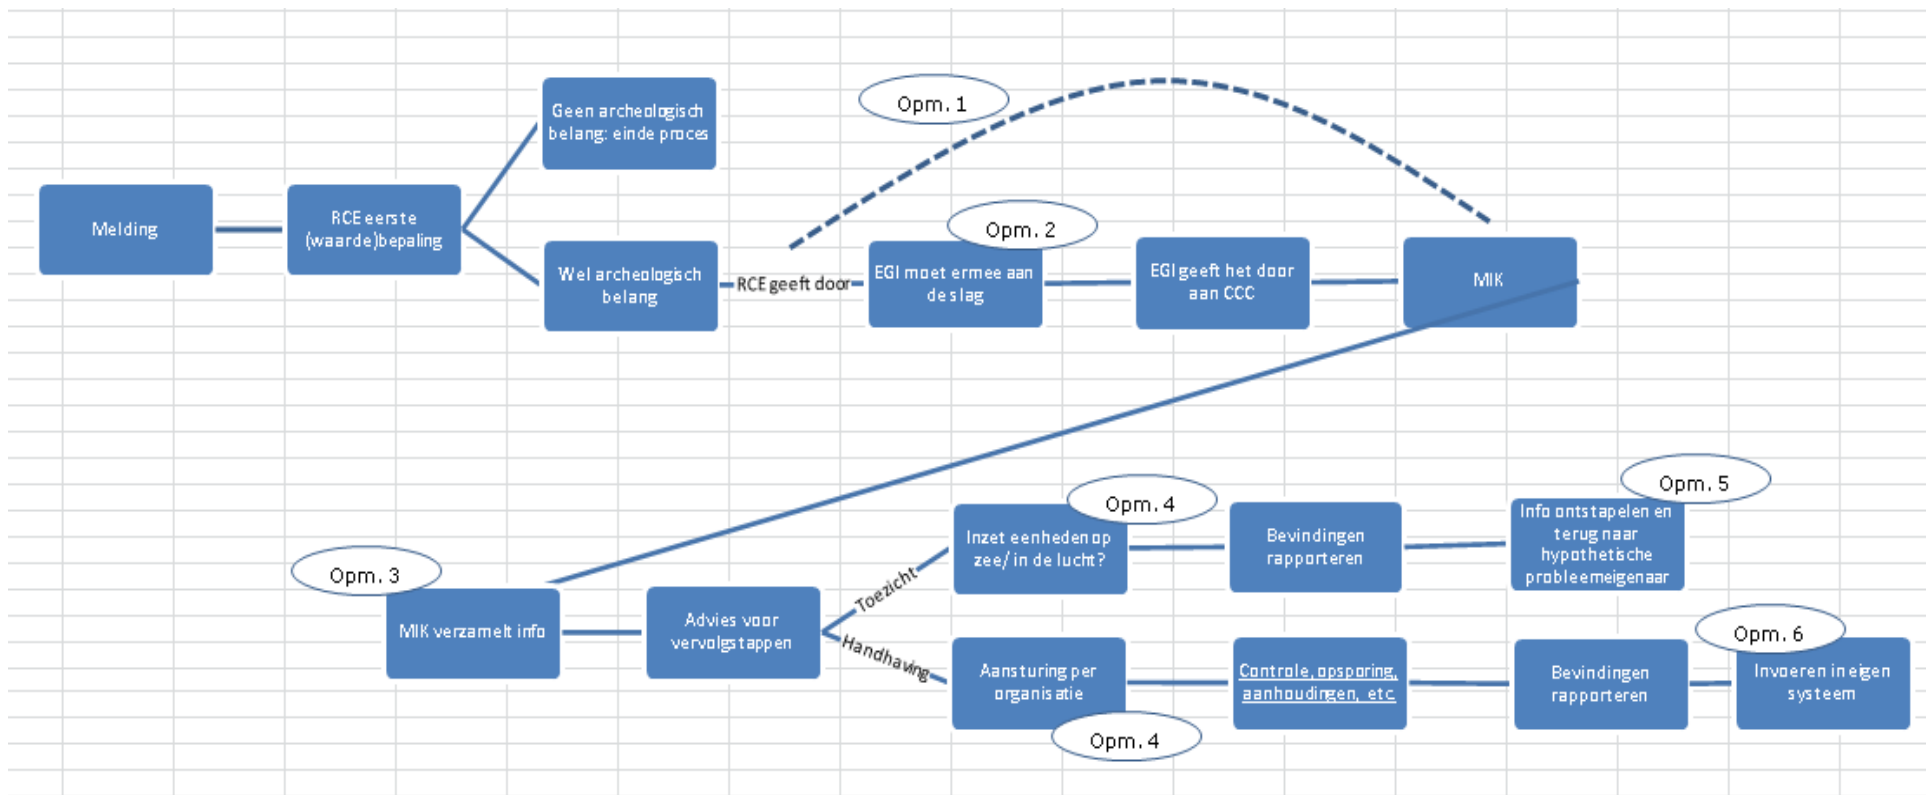 Opm. 1
Geen archeologisch
belang: einde proces
Melding
RCE eerste
(waarde)bepaling
Opm. 2
Wel archeologisch
belang
RCE geeft door
EGI moet ermee aan
de slag
EGI geeft het door
aan CCC
MIK
Opm. 3
MIK verzamelt info
Advies voor
vervolgstappen
Toezicht
Handhaving
Opm. 4
Inzet eenheden op
zee/ in de lucht?
Bevindingen
rapporteren
Opm. 5
Info ontstapelen en
terug naar
hypothetische
probleemeigenaar
Aansturing per
organisatie
Opm. 4
Controle, opsporing,
aanhoudingen, etc
Bevindingen
rapporteren
Opm. 6
Invoeren in eigen
systeem